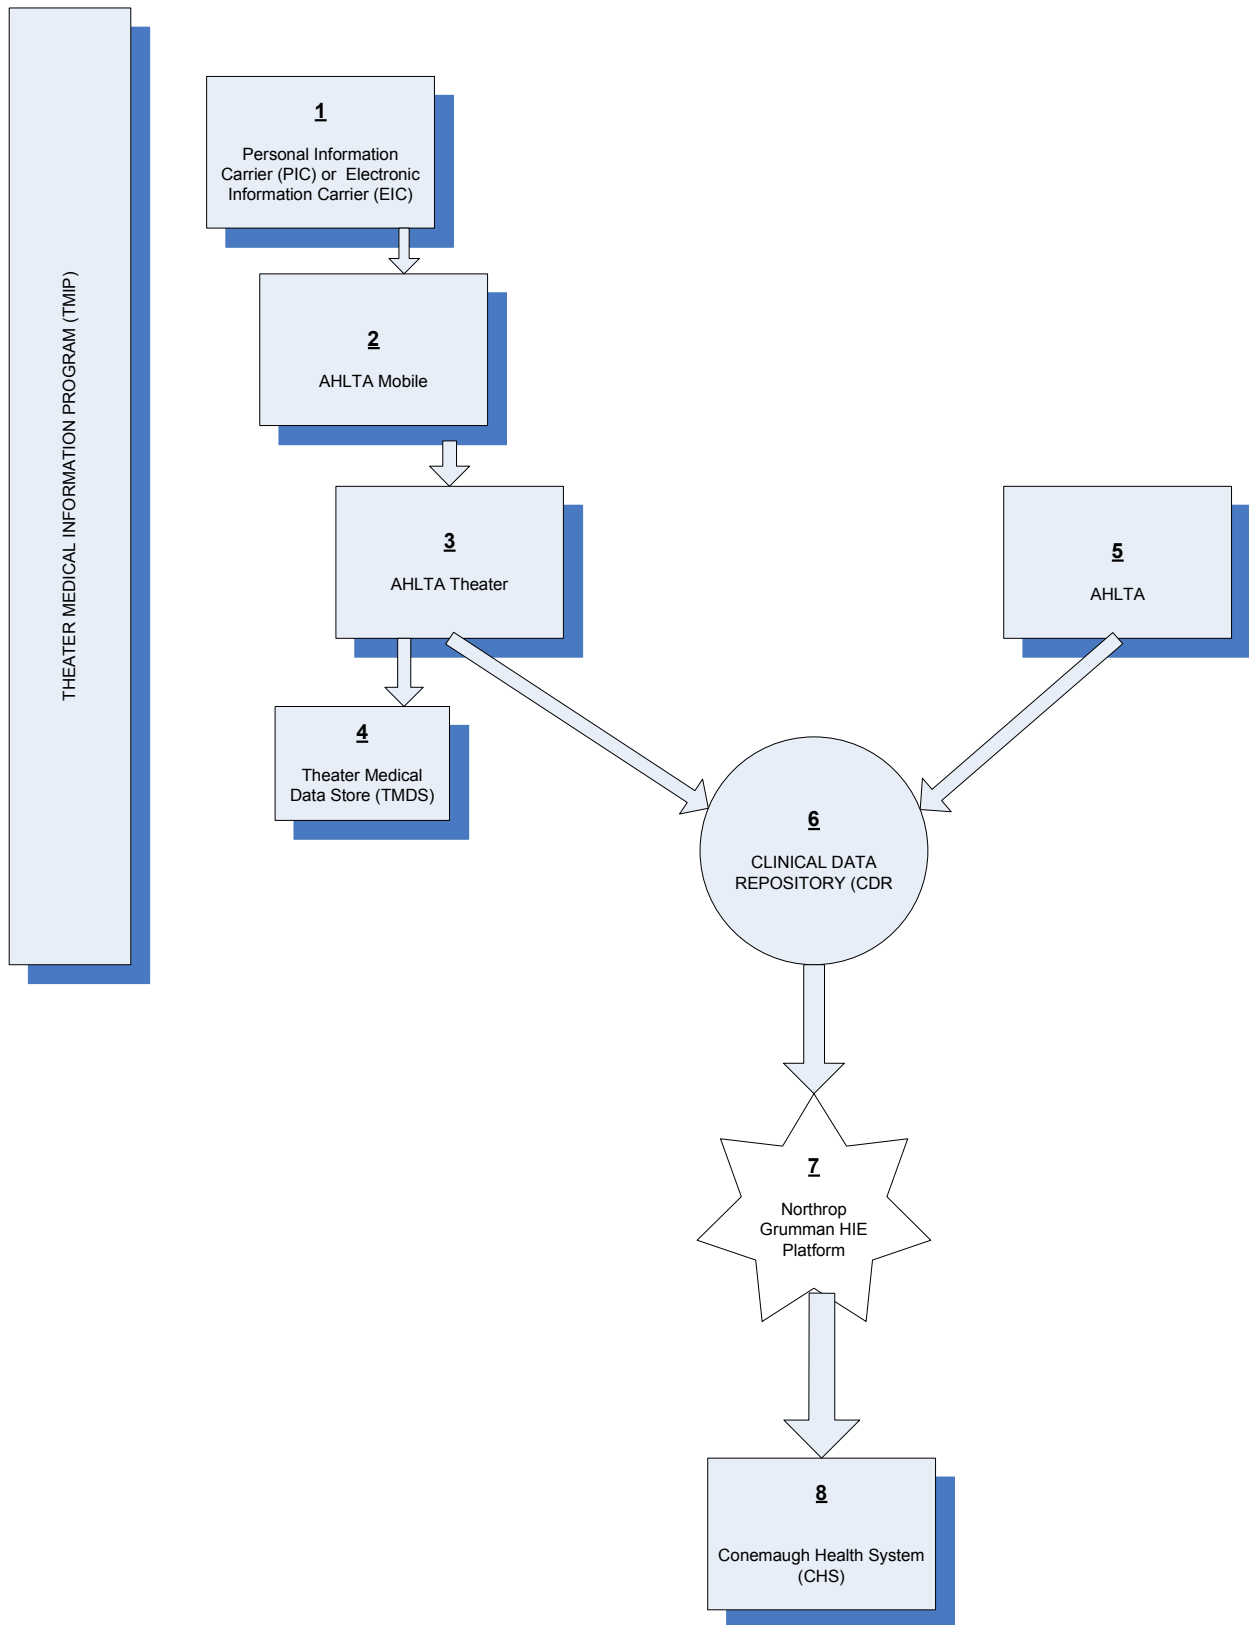 THEATER MEDICAL INFORMATION PROGRAM (TMIP)
1
Personal Information
Carrier (PIC) or  Electronic
Information Carrier (EIC)
2
AHLTA Mobile
3
AHLTA Theater
5
AHLTA
4
Theater Medical
Data Store (TMDS)
6
CLINICAL DATA
REPOSITORY (CDR
7
Northrop
Grumman HIE
Platform
8
Conemaugh Health System
(CHS)